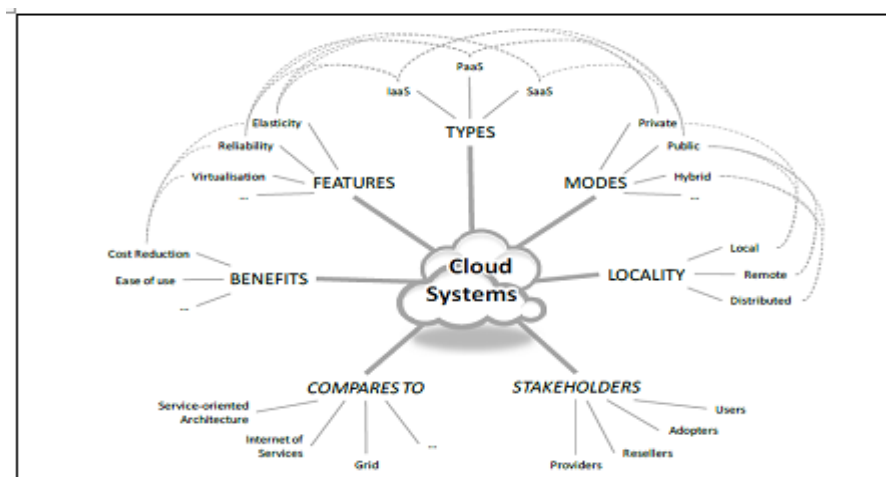 PaaS
IaaS
SaaS
TYPES
Elasticity
Reliability
Virtualisation
...
FEATURES
Private
Public
Hybrid
...
MODES
Cost Reduction
Ease of use
...
BENEFITS
Cloud
Systems
LOCALITY
Local
Remote
Distributed
COMPARES TO
Service-oriented
Architecture
Internet of
Services
Grid
...
STAKEHOLDERS
Users
Adopters
Resellers
Providers